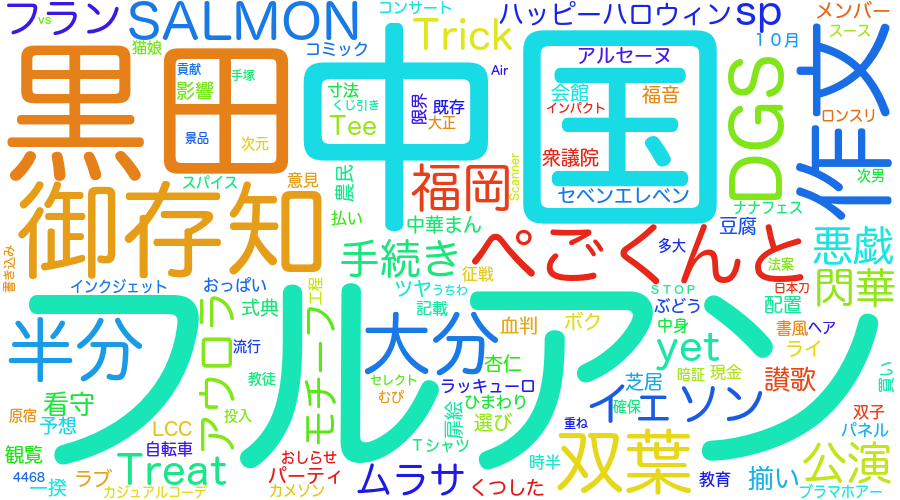 フラン
vs
SALMON
コンサート
Trick
ハッピーハロウィン
sp
メンバー
スース
猫娘
コミック
アルセーヌ
10月
黒田
中国
作文
DGS
貢献
手塚
影響
Air
寸法
くじ引き
既存
限界
Tee
大正
会館
福音
インパクト
ロンスリ
景品
次元
衆議院
Scanner
スパイス
意見
農民
福岡
セベンエレベン
次男
ナナフェス
御存知
払い
中華まん
豆腐
ぺごくんと
手続き
多大
悪戯
法案
書き込み
インクジェット
おっぱい
工程
征戦
ツヤ
うちわ
STOP
日本刀
閃華
フルレアン
式典
記載
ぶどう
配置
半分
アウロラ
モチーフ
大分
血判
ボク
中身
書風
ヘア
流行
yet
ライ
杏仁
教徒
セレクト
ラッキューロ
芝居
暗証
現金
讃歌
買い
看守
むび
ひまわり
イェソン
確保
原宿
予想
投入
扉絵
選び
重ね
双子
LCC
パネル
観覧
自転車
おしらせ
Tシャツ
時半
双葉
公演
4468
一揆
ラブ
Treat
パーティ
ムラサ
くつした
教育
揃い
カジュアルコーデ
カメソン
プラマホアー